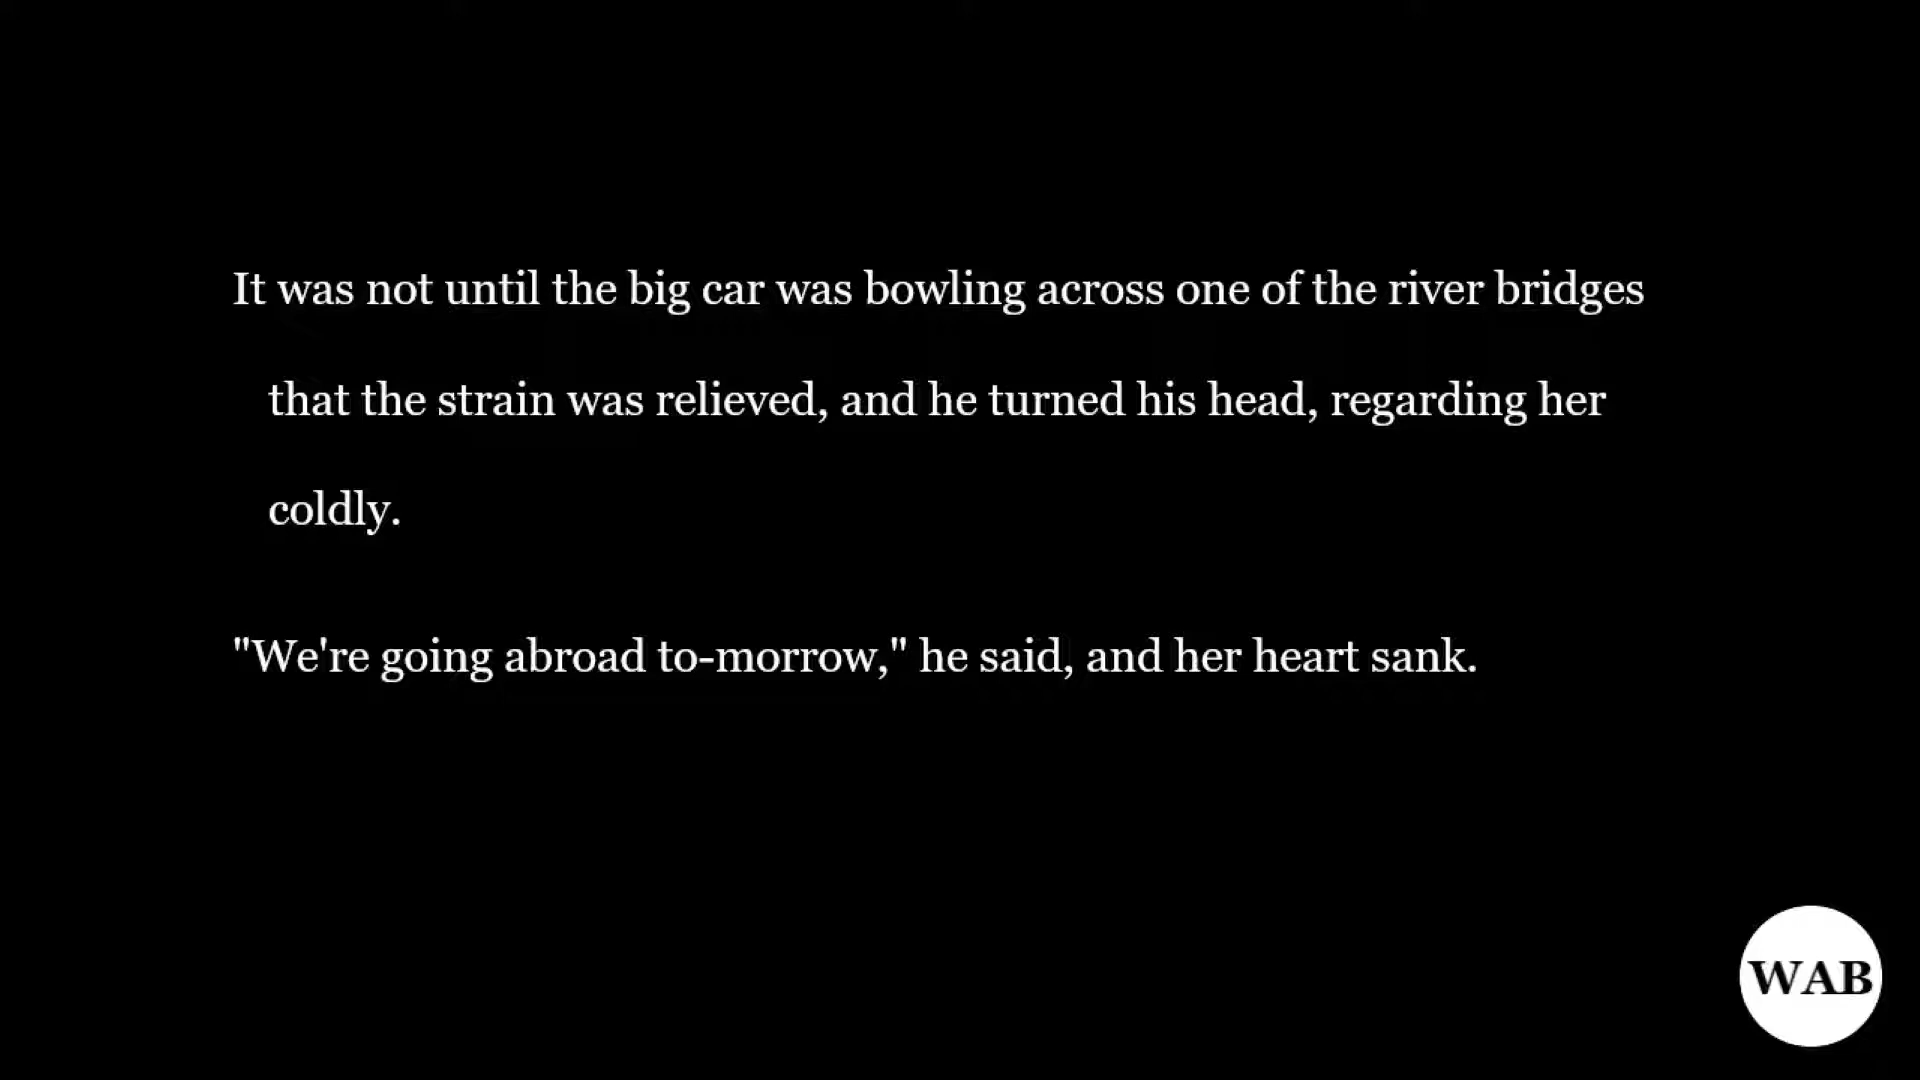 It was not until the big car was bowling across one of the river bridges
that the strain was relieved, and he turned his head, regarding her
coldly.
"We're going abroad to-morrow," he said, and her heart sank.
WAB